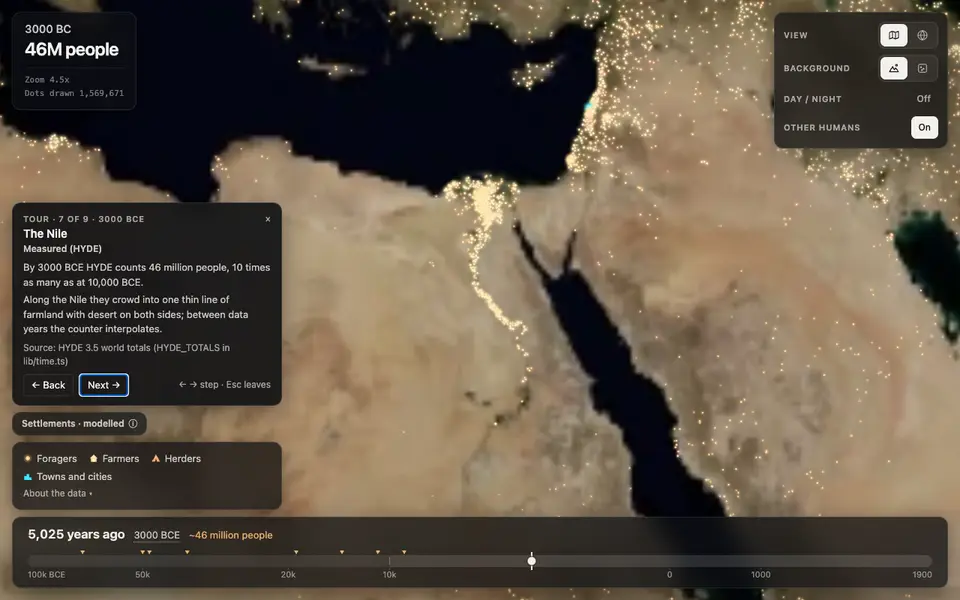 3000 BC
46M people
Zoom 4.5x
Dots drawn 1,569,671
VIEW
BACKGROUND
DAY / NIGHT Off
OTHER HUMANS On
TOUR · 7 OF 9 · 3000 BCE ×
The Nile
Measured (HYDE)
By 3000 BCE HYDE counts 46 million people, 10 times
as many as at 10,000 BCE.
Along the Nile they crowd into one thin line of
farmland with desert on both sides; between data
years the counter interpolates.
Source: HYDE 3.5 world totals (HYDE_TOTALS in
lib/time.ts)
← Back Next → ← → step · Esc leaves
Settlements · modelled ⓘ
Foragers Farmers Herders
Towns and cities
About the data
5,025 years ago 3000 BCE ~46 million people
100k BCE 50k 20k 10k 0 1000 1900